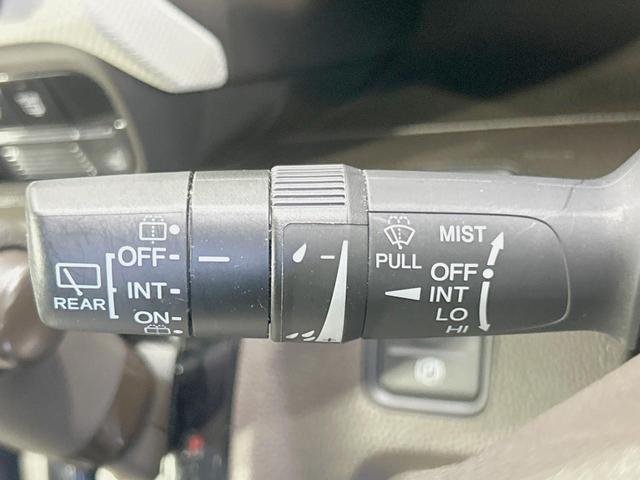 OFF
REAR
INT
ON
PULL
MIST
OFF
INT
LO
HI